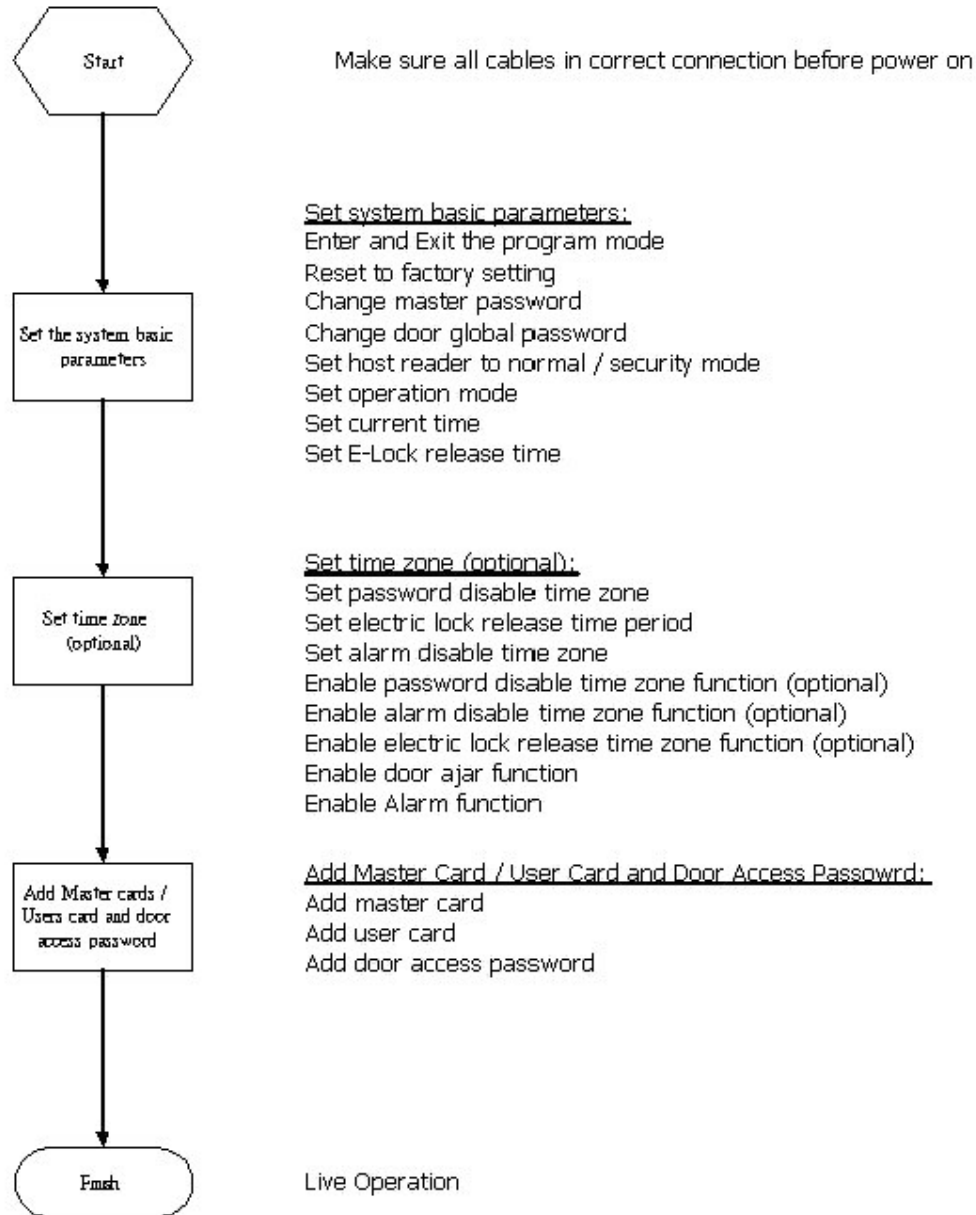 Start
Make sure all cables in correct connection before power on
Set the system basic
parameters
Set system basic parameters:
Enter and Exit the program mode
Reset to factory setting
Change master password
Change door global password
Set host reader to normal / security mode
Set operation mode
Set current time
Set E-Lock release time
Set time zone
(optional)
Set time zone (optional):
Set password disable time zone
Set electric lock release time period
Set alarm disable time zone
Enable password disable time zone function (optional)
Enable alarm disable time zone function (optional)
Enable electric lock release time zone function (optional)
Enable door ajar function
Enable Alarm function
Add Master cards /
Users card and door
access password
Add Master Card / User Card and Door Access Passowrd:
Add master card
Add user card
Add door access password
Finish
Live Operation